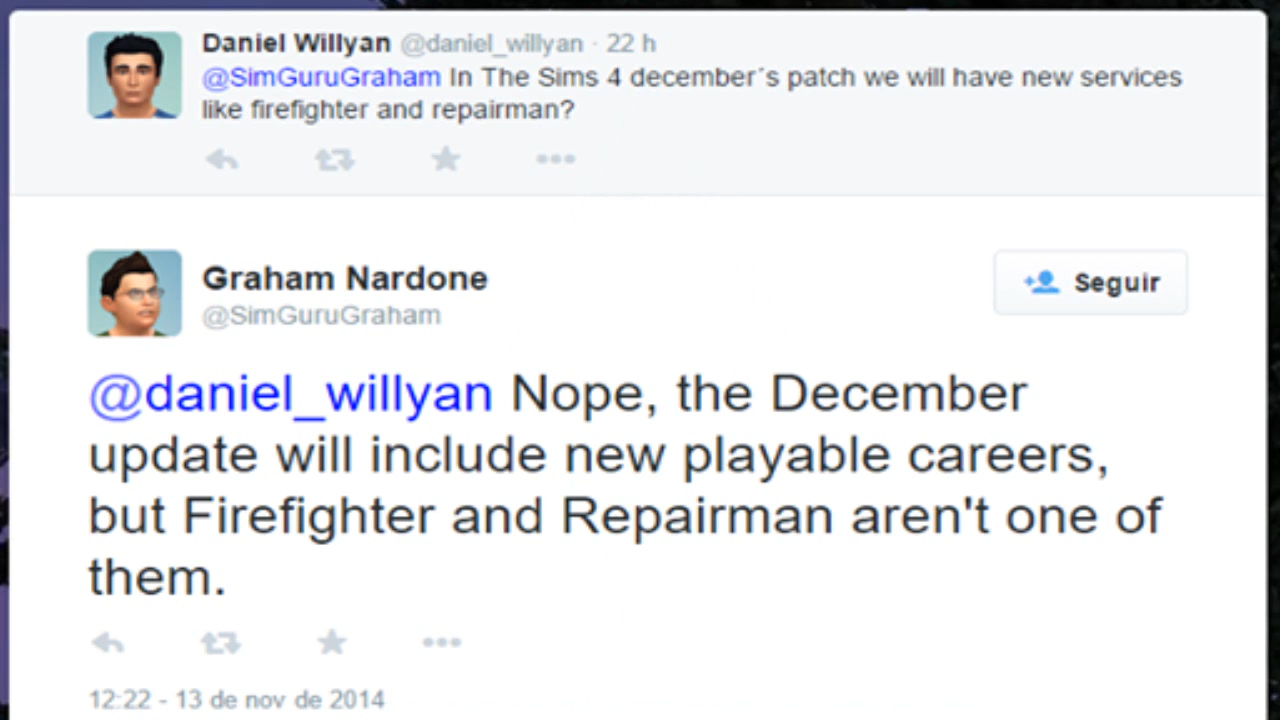 Daniel Willyan @daniel_willyan · 22 h
@SimGuruGraham In The Sims 4 december´s patch we will have new services
like firefighter and repairman?
Graham Nardone
@SimGuruGraham
Seguir
@daniel_willyan Nope, the December
update will include new playable careers,
but Firefighter and Repairman aren't one of
them.
12:22 - 13 de nov de 2014